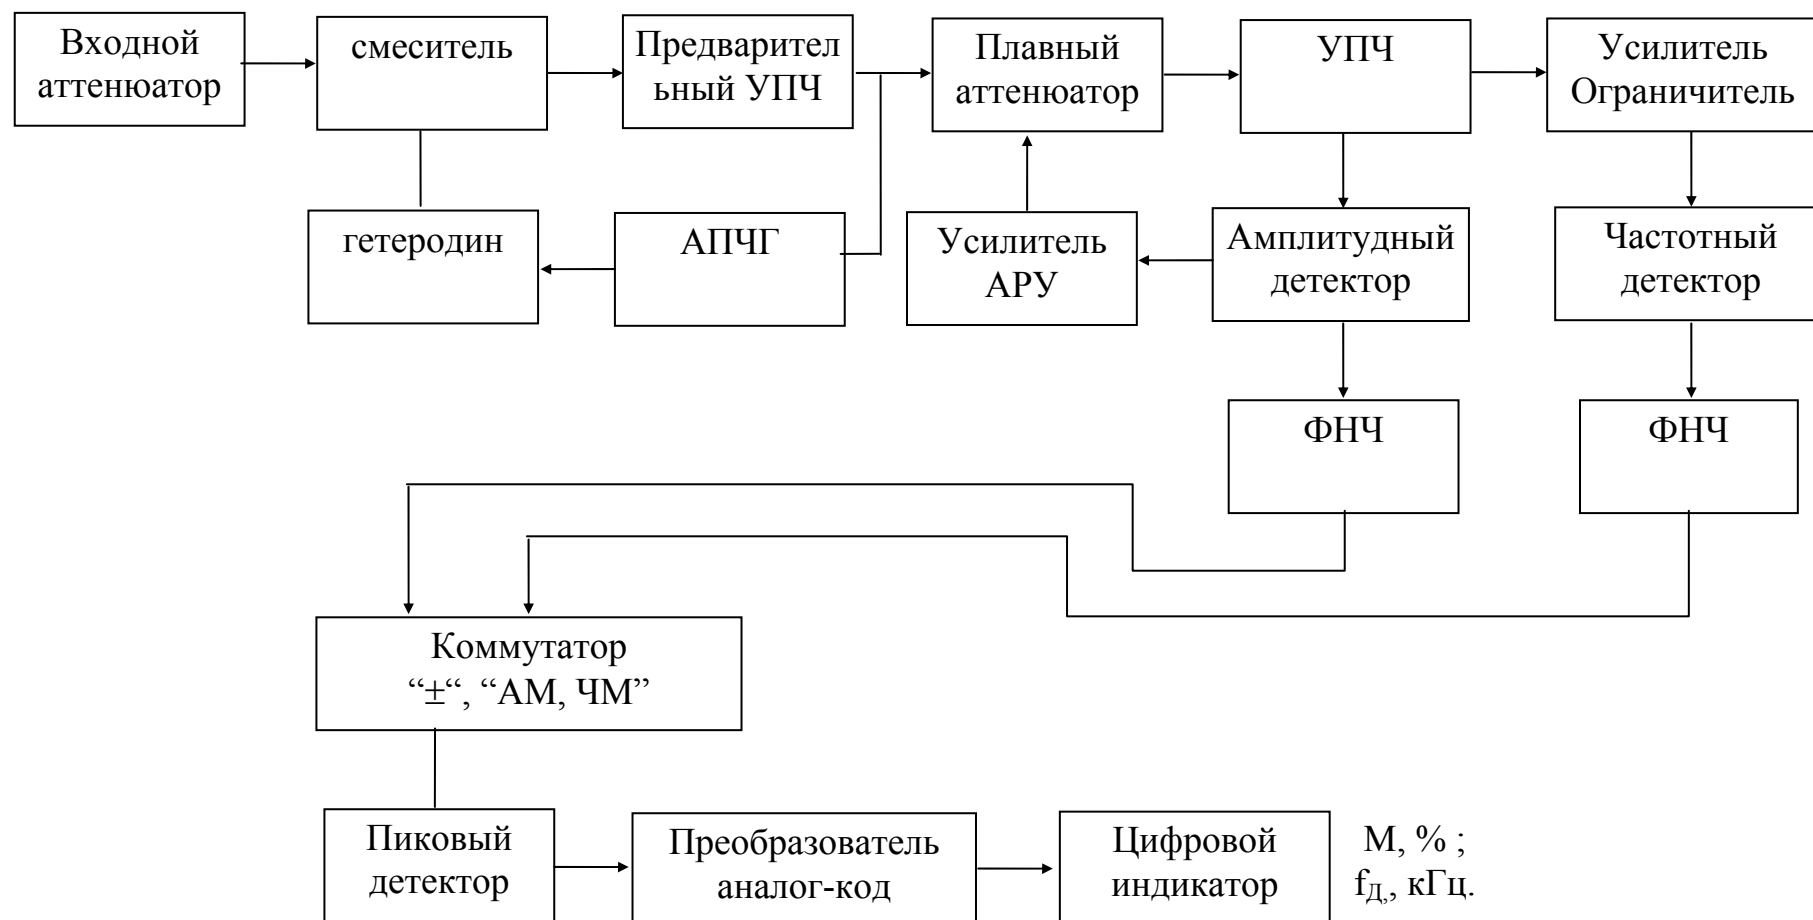 Входной
аттенюатор
смеситель
Предварител
ьный УПЧ
Плавный
аттенюатор
УПЧ
Усилитель
Ограничитель
гетеродин
АПЧГ
Усилитель
АРУ
Амплитудный
детектор
Частотный
детектор
ФНЧ
ФНЧ
Коммутатор
“±“, “АМ, ЧМ”
Пиковый
детектор
Преобразователь
аналог-код
Цифровой
индикатор
М, % ;
fД,, кГц.